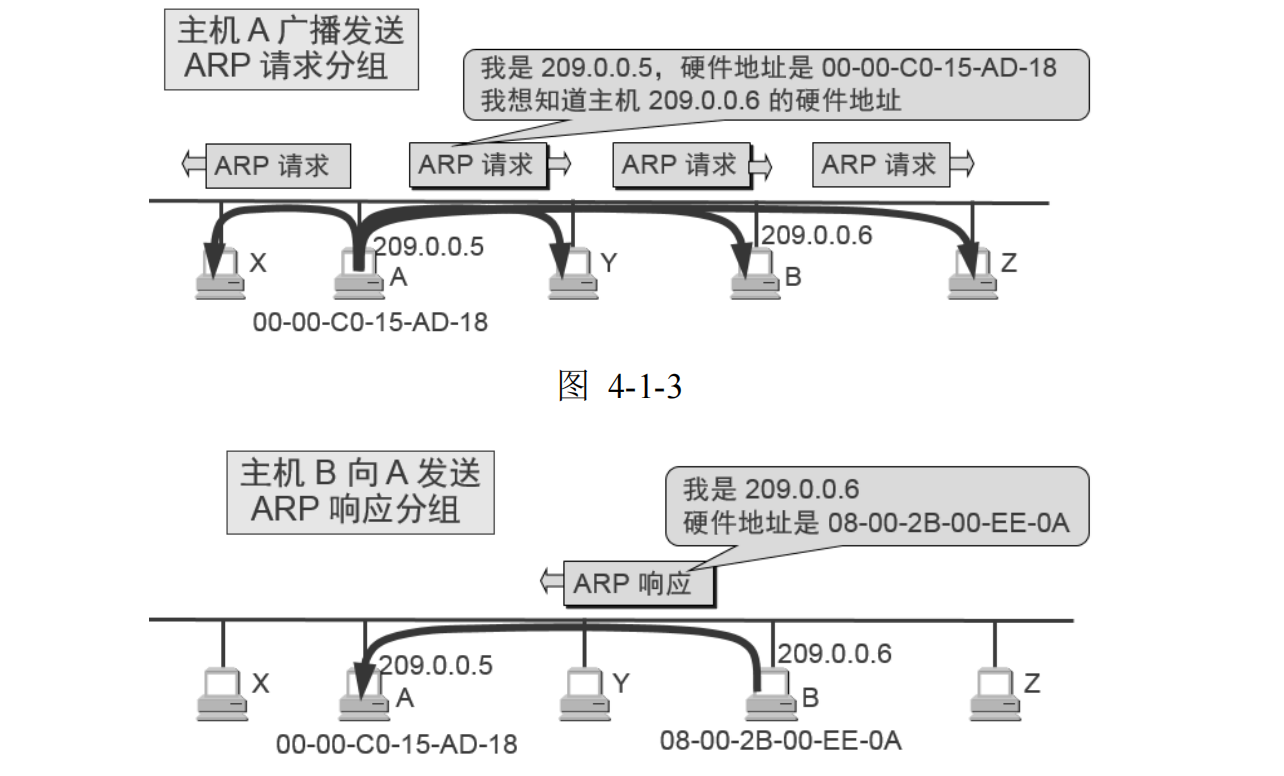 主机 A 广播发送
ARP 请求分组
我是 209.0.0.5，硬件地址是 00-00-C0-15-AD-18
我想知道主机 209.0.0.6 的硬件地址
ARP 请求
ARP 请求
ARP 请求
ARP 请求
209.0.0.5
209.0.0.6
X
A
Y
B
Z
00-00-C0-15-AD-18
图 4-1-3
主机 B 向 A 发送
ARP 响应分组
我是 209.0.0.6
硬件地址是 08-00-2B-00-EE-0A
ARP 响应
209.0.0.5
209.0.0.6
X
A
Y
B
Z
00-00-C0-15-AD-18
08-00-2B-00-EE-0A